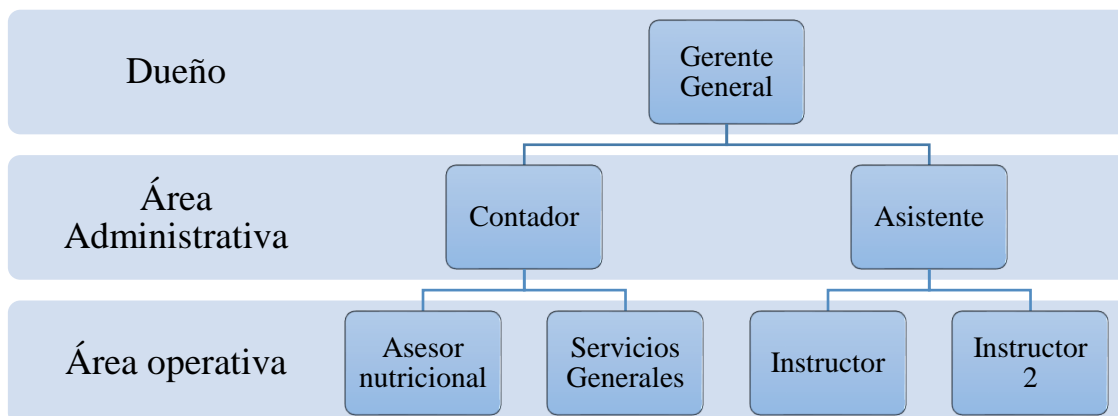 Dueño
Gerente
General
Área
Administrativa
Contador
Asistente
Área operativa
Asesor
nutricional
Servicios
Generales
Instructor
Instructor
2